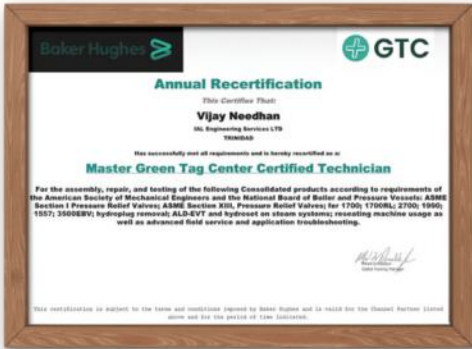 Baker Hughes
GTC
Annual Recertification
This Certifies That:
Vijay Needhan
IAL Engineering Services LTD
TRINIDAD
Has successfully met all requirements and is hereby recertified as a:
Master Green Tag Center Certified Technician
For the assembly, repair, and testing of the following Consolidated products according to requirements of
the American Society of Mechanical Engineers and the National Board of Boiler and Pressure Vessels: ASME
Section I Pressure Relief Valves; ASME Section XIII, Pressure Relief Valves; for 1700; 1700RL; 2700; 1990;
1557; 3500EBV; hydroplug removal; ALD-EVT and hydroset on steam systems; reseating machine usage as
well as advanced field service and application troubleshooting.
Global Training Manager
This certification is subject to the terms and conditions imposed by Baker Hughes and is valid for the Channel Partner listed
above and for the period of time indicated.